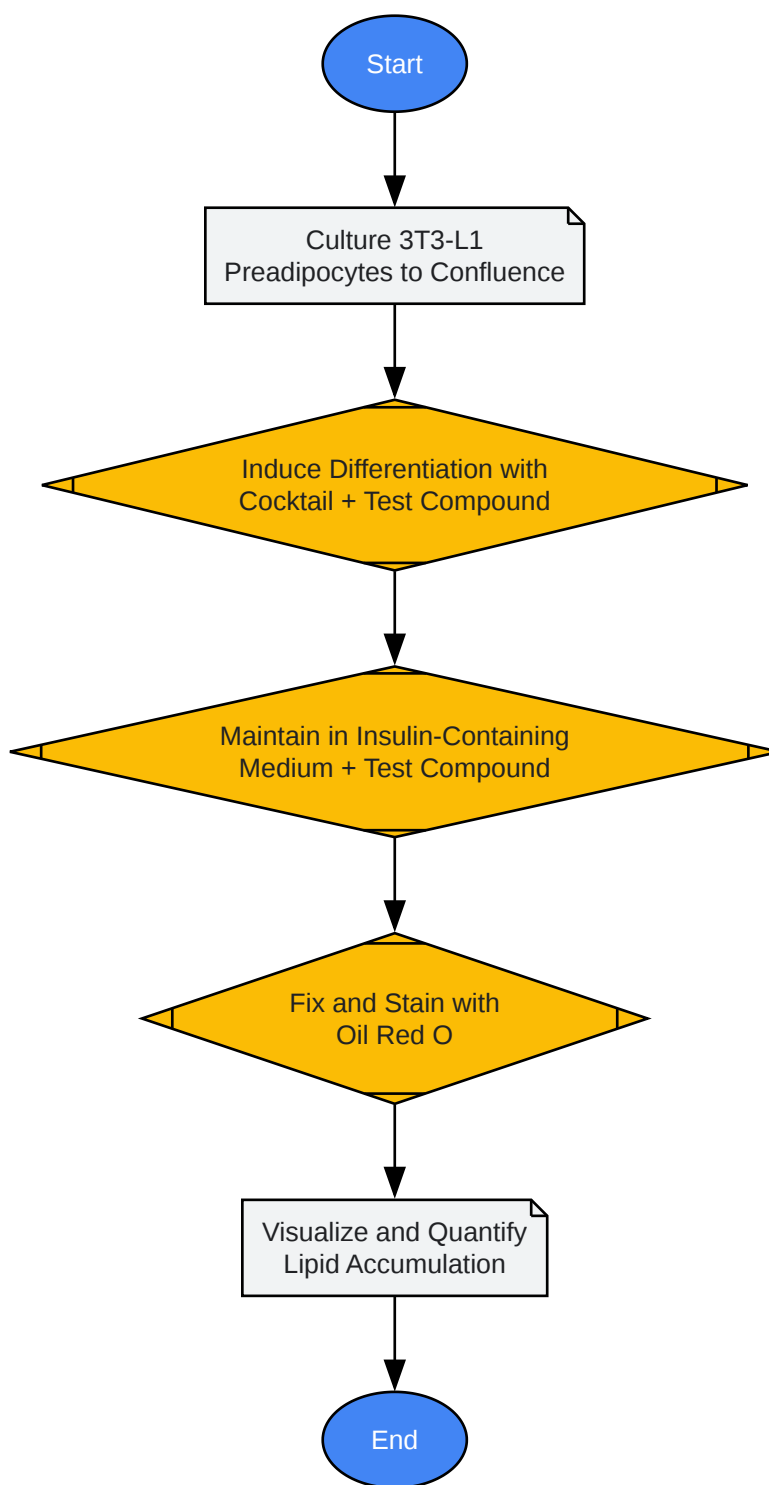 Start
Culture 3T3-L1
Preadipocytes to Confluence
Induce Differentiation with
Cocktail + Test Compound
Maintain in Insulin-Containing
Medium + Test Compound
Fix and Stain with
Oil Red O
Visualize and Quantify
Lipid Accumulation
End